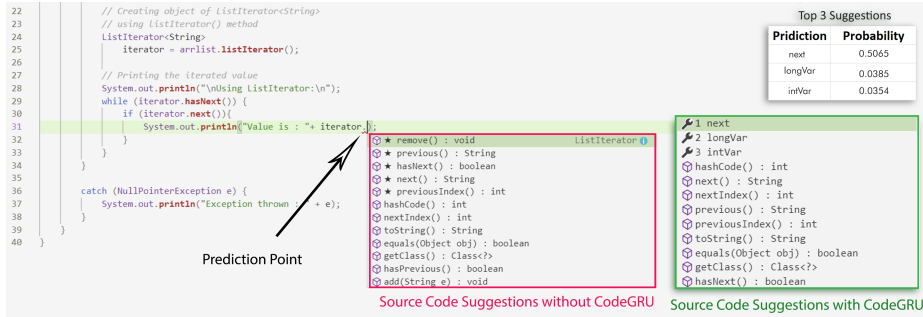 22 // Creating object of ListIterator<String>
23 // using ListIterator() method
24 ListIterator<String>
25 iterator = arrlist.listIterator();
26
27 // Printing the iterated value
28 System.out.println("\nUsing ListIterator:\n");
29 while (iterator.hasNext()) {
30 if (iterator.next()){
31 System.out.println("Value is : "+ iterator.);
32 }
33 }
34 }
35
36 catch (NullPointerException e) {
37 System.out.println("Exception thrown : " + e);
38 }
39 }
40 }
Prediction Point
★ remove() : void ListIterator
★ previous() : String
★ hasNext() : boolean
★ next() : String
★ previousIndex() : int
hashCode() : int
nextIndex() : int
toString() : String
equals(Object obj) : boolean
getClass() : Class<?>
hasPrevious() : boolean
add(String e) : void
Source Code Suggestions without CodeGRU
Top 3 Suggestions
Pridiction Probability
next 0.5065
longVar 0.0385
intVar 0.0354
1 next
2 longVar
3 intVar
hashCode() : int
next() : String
nextIndex() : int
previous() : String
previousIndex() : int
toString() : String
equals(Object obj) : boolean
getClass() : Class<?>
hasNext() : boolean
Source Code Suggestions with CodeGRU